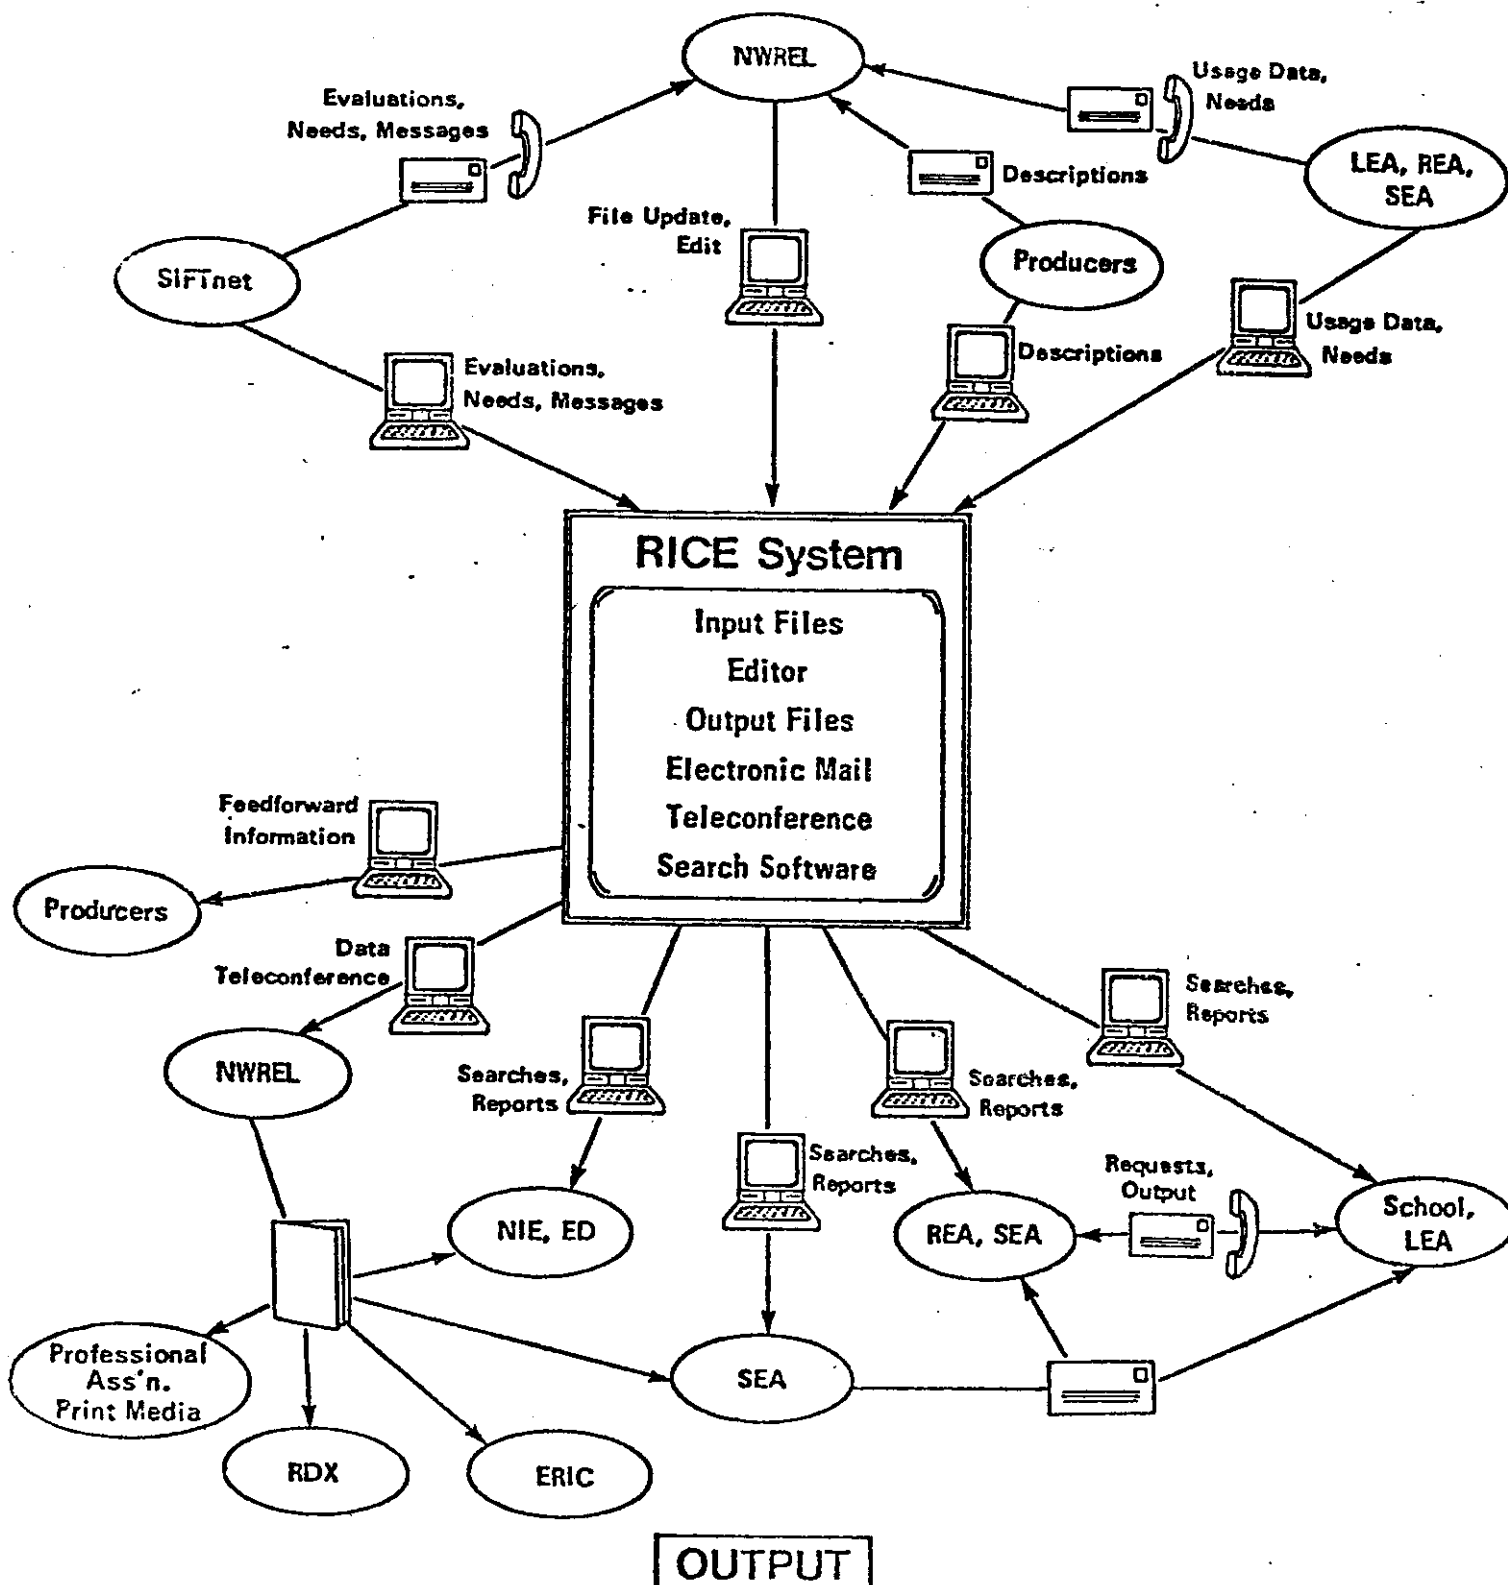 NWREL
Usage Data,
Needs
Evaluations,
Needs, Messages
Descriptions
LEA, REA,
SEA
File Update,
Edit
SIFTnet
Producers
Evaluations,
Needs, Messages
Descriptions
Usage Data,
Needs
RICE System
Input Files
Editor
Output Files
Electronic Mail
Teleconference
Search Software
Feedforward
Information
Producers
Data
Teleconference
NWREL
Searches,
Reports
Searches,
Reports
Searches,
Reports
Searches,
Reports
Requests,
Output
NIE, ED
REA, SEA
School,
LEA
Professional
Ass'n.
Print Media
SEA
RDX
ERIC
OUTPUT